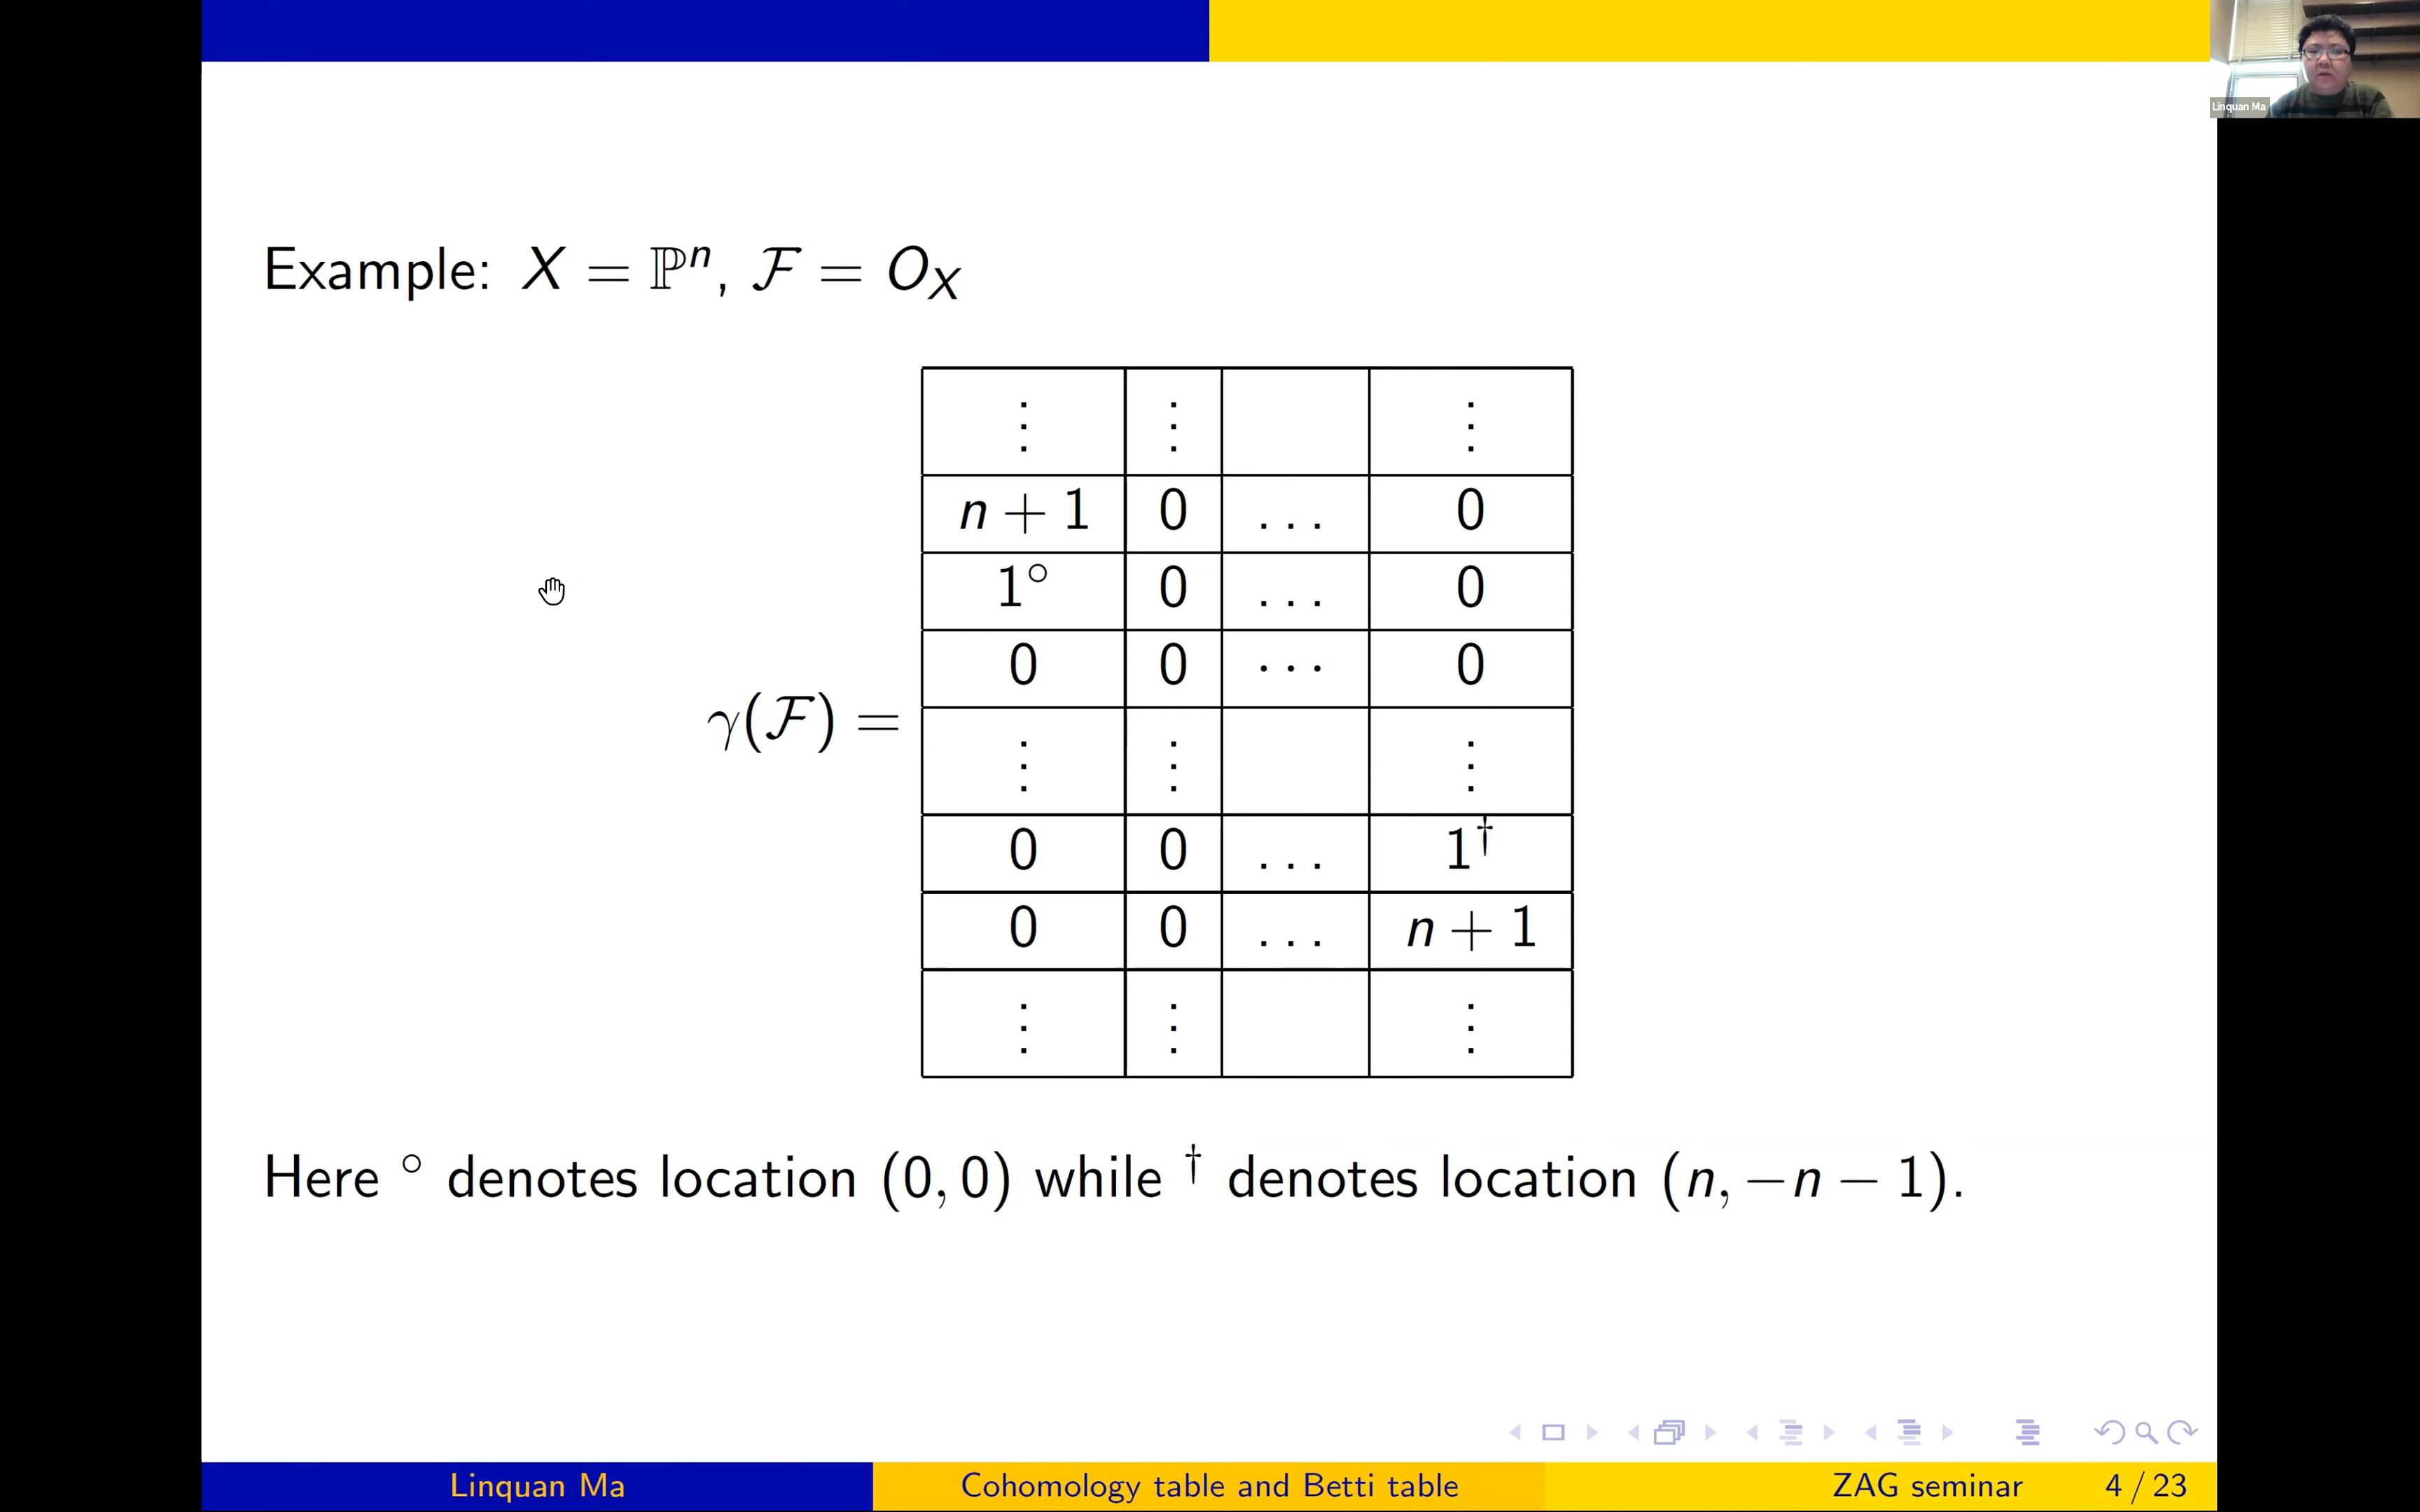 Linquan Ma
Example: X = ℙⁿ, ℱ = O_X
⋮ ⋮ ⋮
n + 1 0 … 0
1° 0 … 0
0 0 ⋯ 0
γ(ℱ) =
⋮ ⋮ ⋮
0 0 … 1†
0 0 … n + 1
⋮ ⋮ ⋮
Here ° denotes location (0, 0) while † denotes location (n, −n − 1).
Linquan Ma Cohomology table and Betti table ZAG seminar 4 / 23